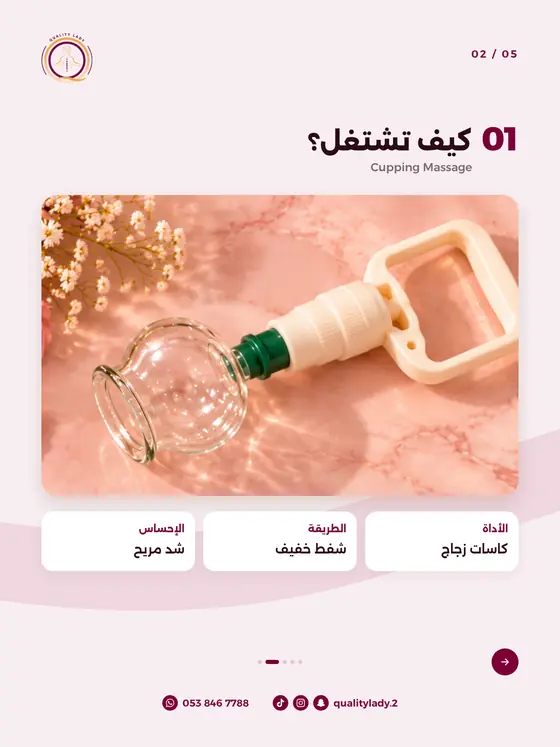 QUALITY LADY
02 / 05
01 كيف تشتغل؟
Cupping Massage
الأداة
كاسات زجاج
الطريقة
شفط خفيف
الإحساس
شد مريح
053 846 7788
qualitylady.2